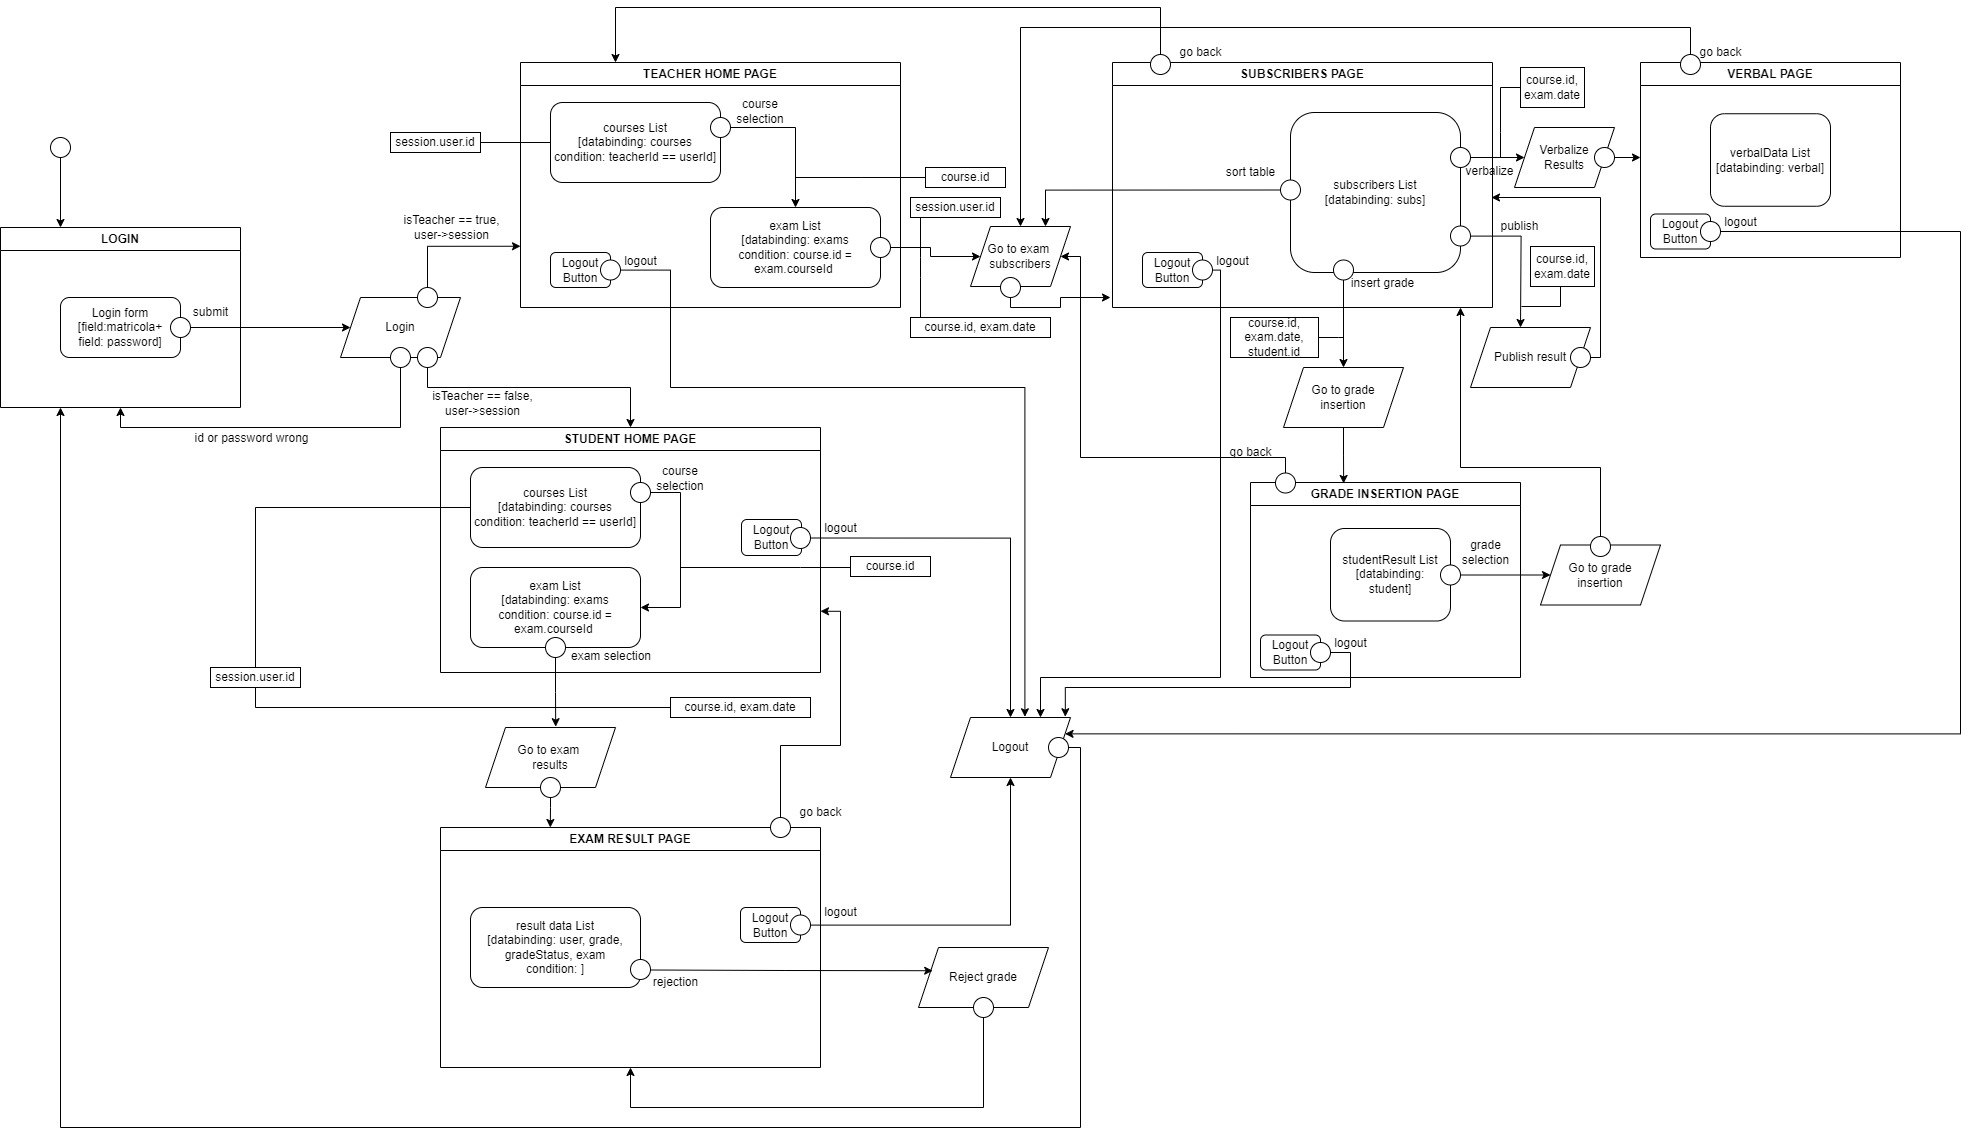 go back
go back
TEACHER HOME PAGE
SUBSCRIBERS PAGE
VERBAL PAGE
course.id,
exam.date
course
selection
courses List
[databinding: courses
condition: teacherId == userId]
session.user.id
course.id
session.user.id
exam List
[databinding: exams
condition: course.id =
exam.courseId
Logout
Button
logout
Go to exam
subscribers
course.id, exam.date
sort table
subscribers List
[databinding: subs]
verbalize
Verbalize
Results
verbalData List
[databinding: verbal]
Logout
Button
logout
publish
course.id,
exam.date
Logout
Button
logout
insert grade
course.id,
exam.date,
student.id
Publish result
Go to grade
insertion
LOGIN
Login form
[field:matricola+
field: password]
submit
isTeacher == true,
user->session
Login
isTeacher == false,
user->session
id or password wrong
STUDENT HOME PAGE
course
selection
courses List
[databinding: courses
condition: teacherId == userId]
Logout
Button
logout
course.id
exam List
[databinding: exams
condition: course.id =
exam.courseId
exam selection
session.user.id
course.id, exam.date
go back
GRADE INSERTION PAGE
studentResult List
[databinding:
student]
grade
selection
Go to grade
insertion
Logout
Button
logout
Go to exam
results
Logout
go back
EXAM RESULT PAGE
result data List
[databinding: user, grade,
gradeStatus, exam
condition: ]
Logout
Button
logout
rejection
Reject grade